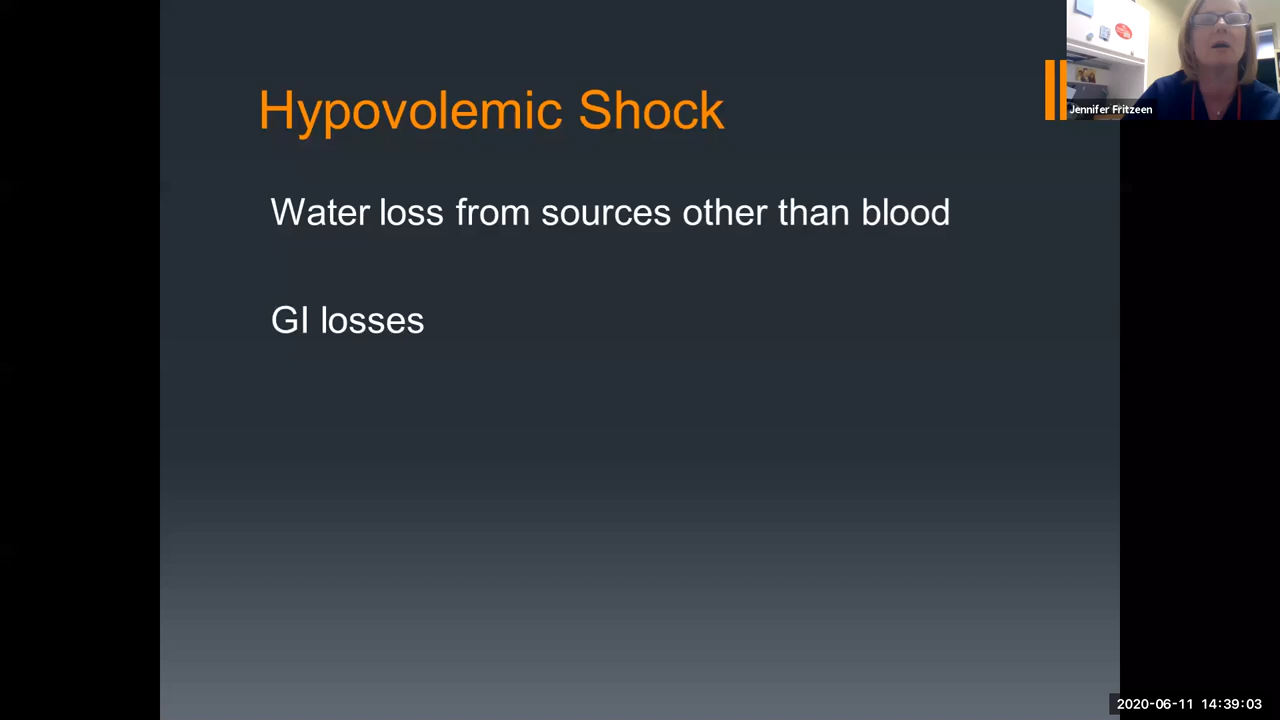 Hypovolemic Shock
Jennifer Fritzeen
Water loss from sources other than blood
GI losses
2020-06-11 14:39:03